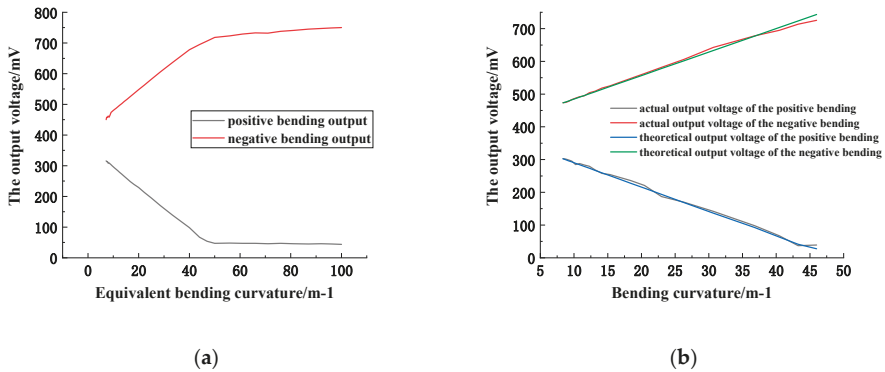 800
700
600
500
400
300
200
100
0
The output voltage/mV
positive bending output
negative bending output
0
20
40
60
80
100
Equivalent bending curvature/m-1
(a)
700
600
500
400
300
200
100
0
The output voltage/mV
actual output voltage of the positive bending
actual output voltage of the negative bending
theoretical output voltage of the positive bending
theoretical output voltage of the negative bending
5
10
15
20
25
30
35
40
45
50
Bending curvature/m-1
(b)